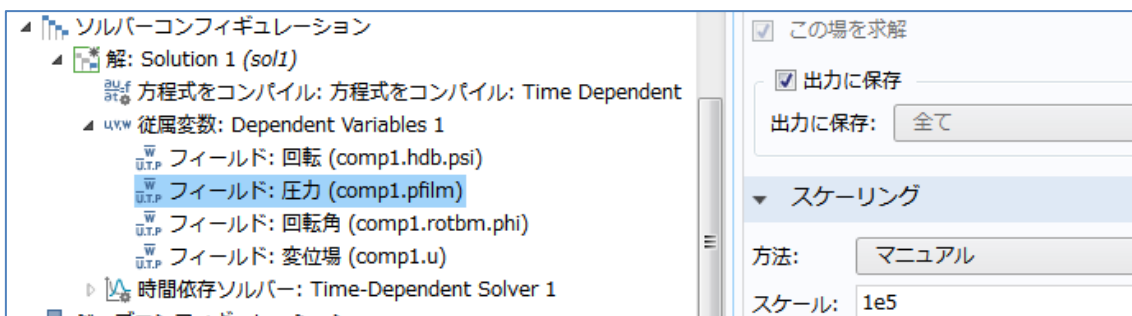 ソルバーコンフィギュレーション
解: Solution 1 (sol1)
方程式をコンパイル: 方程式をコンパイル: Time Dependent
従属変数: Dependent Variables 1
フィールド: 回転 (comp1.hdb.psi)
フィールド: 圧力 (comp1.pfilm)
フィールド: 回転角 (comp1.rotbm.phi)
フィールド: 変位場 (comp1.u)
時間依存ソルバー: Time-Dependent Solver 1
この場を求解
出力に保存
出力に保存: 全て
スケーリング
方法: マニュアル
スケール: 1e5